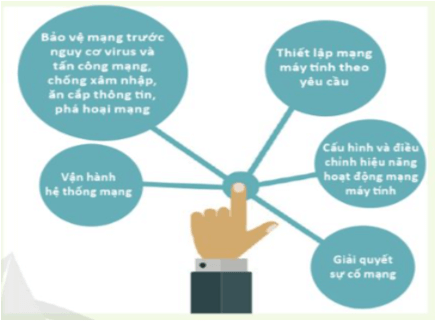 Bảo vệ mạng trước
nguy cơ virus và
tấn công mạng,
chống xâm nhập,
ăn cắp thông tin,
phá hoại mạng
Thiết lập mạng
máy tính theo
yêu cầu
Cấu hình và điều
chỉnh hiệu năng
hoạt động mạng
máy tính
Vận hành
hệ thống mạng
Giải quyết
sự cố mạng